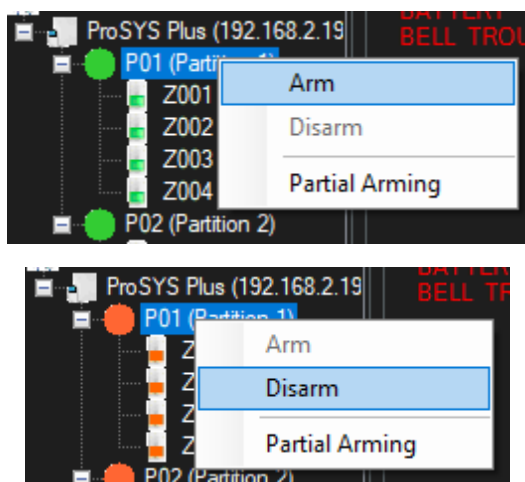 BATTERY
ProSYS Plus (192.168.2.19
BELL TROU
P01 (Partition 1)
Arm
Z001
Z002
Disarm
Z003
Z004
Partial Arming
P02 (Partition 2)
BATTER
ProSYS Plus (192.168.2.19
BELL TR
P01 (Partition 1)
Z
Arm
Z
Disarm
Z
Z
Partial Arming
P02 (Partition 2)